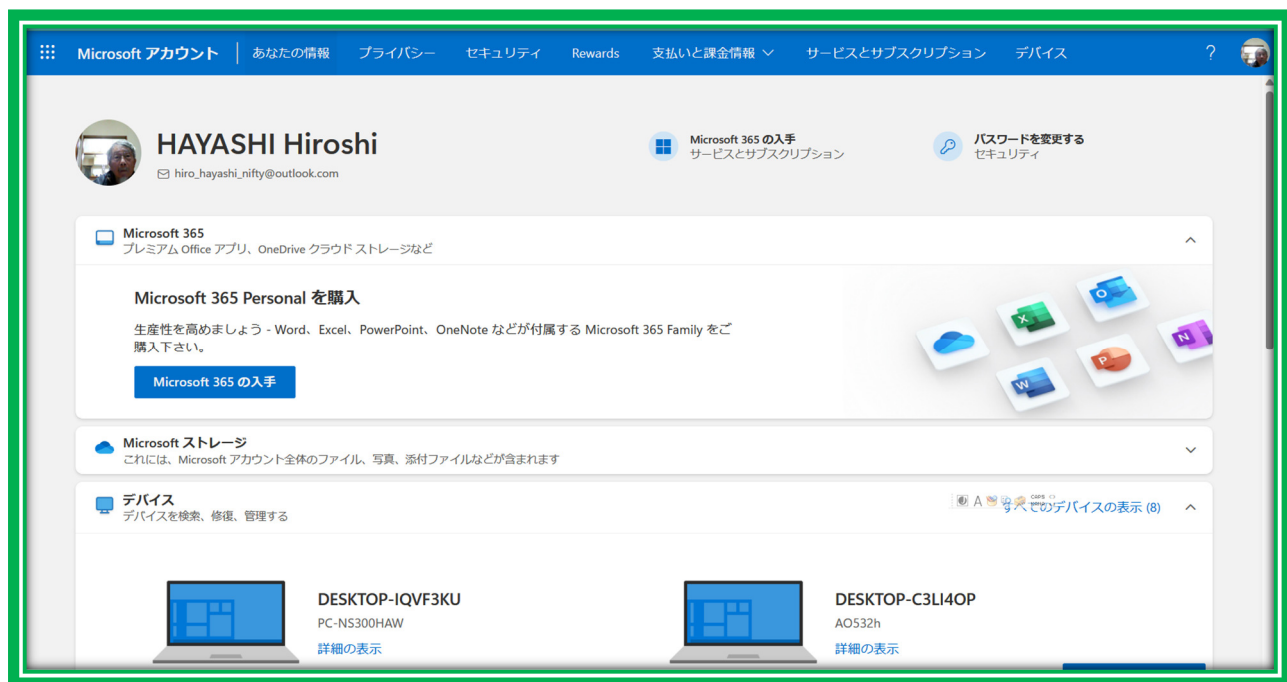 Microsoft アカウント
あなたの情報
プライバシー
セキュリティ
Rewards
支払いと課金情報
サービスとサブスクリプション
デバイス
?
HAYASHI Hiroshi
hiro_hayashi_nifty@outlook.com
Microsoft 365 の入手
サービスとサブスクリプション
パスワードを変更する
セキュリティ
Microsoft 365
プレミアム Office アプリ、OneDrive クラウド ストレージなど
Microsoft 365 Personal を購入
生産性を高めましょう - Word、Excel、PowerPoint、OneNote などが付属する Microsoft 365 Family をご
購入下さい。
Microsoft 365 の入手
Microsoft ストレージ
これには、Microsoft アカウント全体のファイル、写真、添付ファイルなどが含まれます
デバイス
デバイスを検索、修復、管理する
A
CAPS
すべてのデバイスの表示 (8)
DESKTOP-IQVF3KU
PC-NS300HAW
詳細の表示
DESKTOP-C3LI4OP
AO532h
詳細の表示